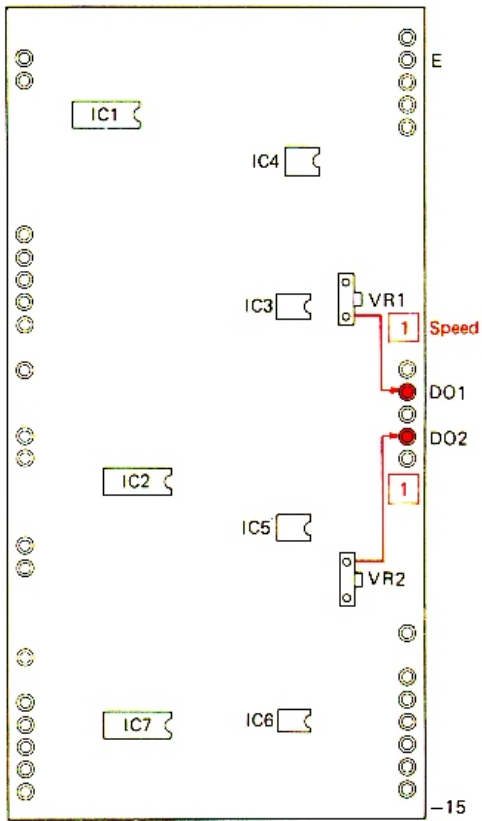 E
IC1
IC4
IC3
VR1
1 Speed
DO1
DO2
IC2
1
IC5
VR2
IC7
IC6
-15